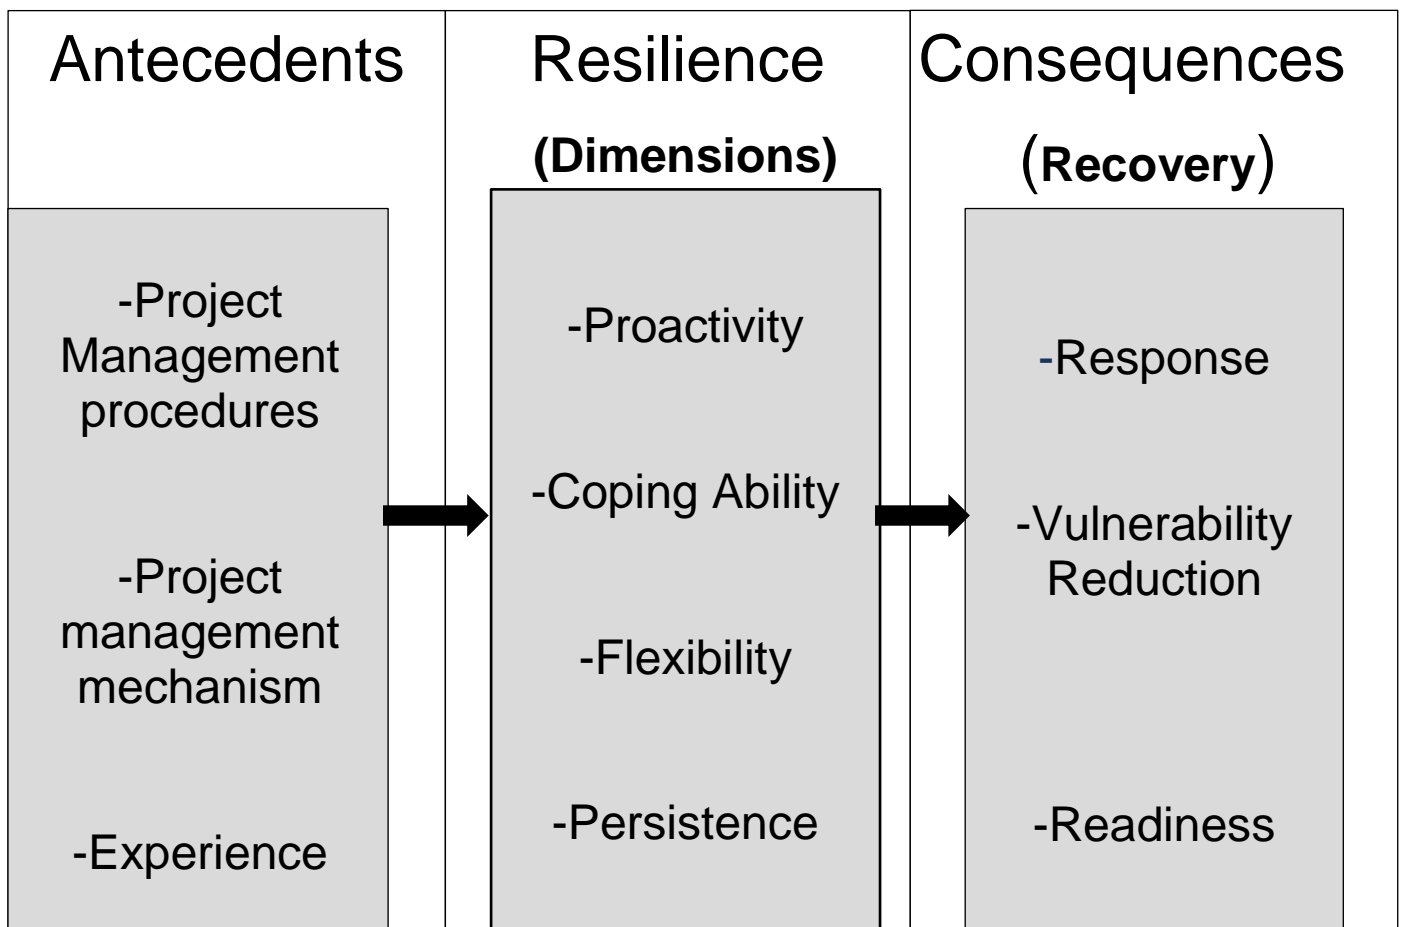 Antecedents
-Project
Management
procedures
-Project
management
mechanism
-Experience
Resilience
(Dimensions)
-Proactivity
-Coping Ability
-Flexibility
-Persistence
Consequences
(Recovery)
-Response
-Vulnerability
Reduction
-Readiness